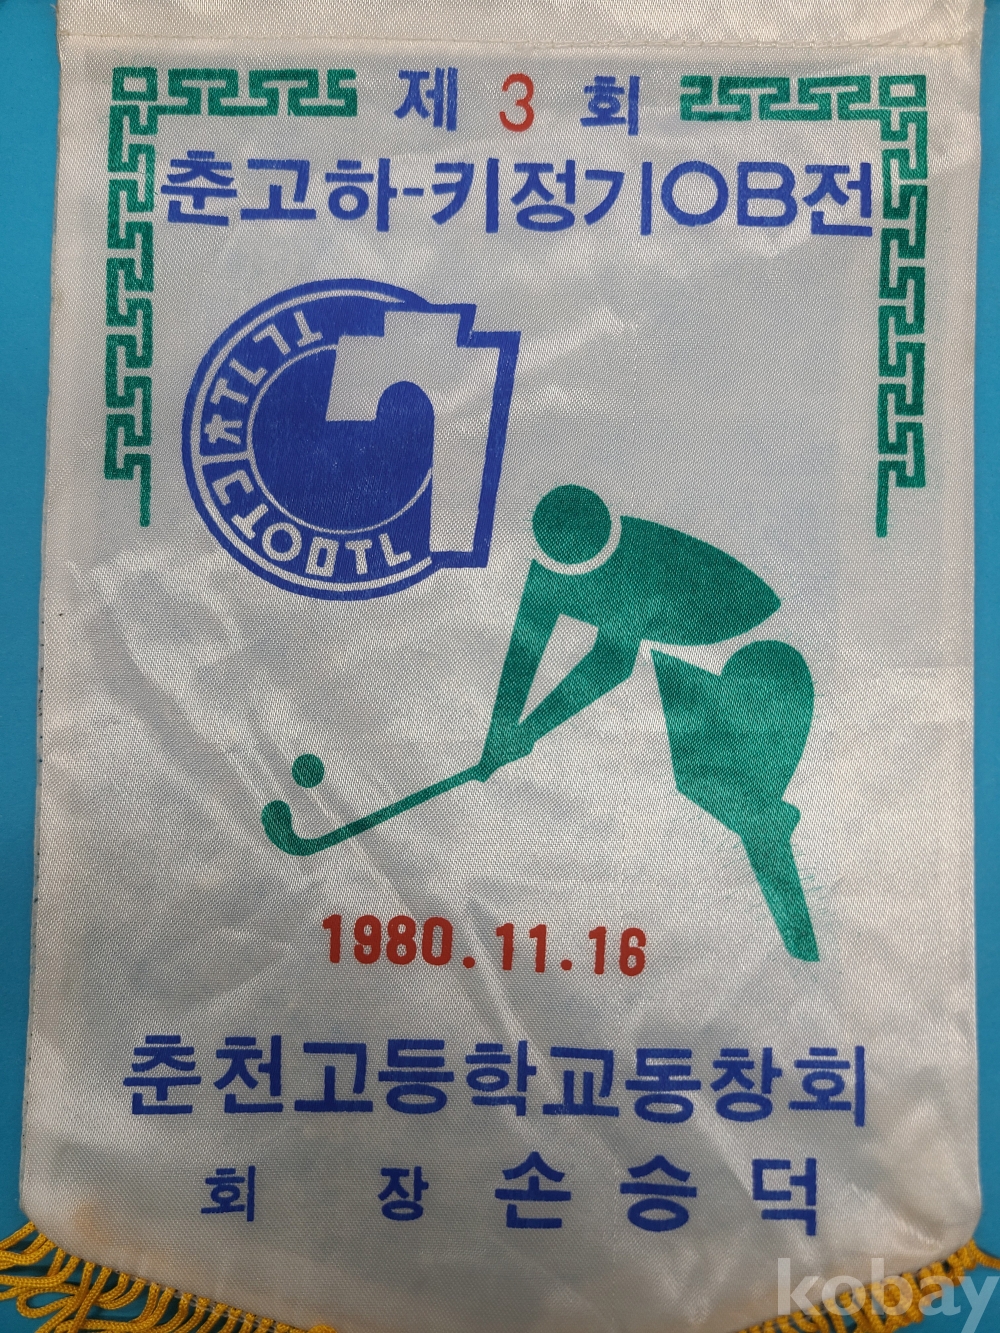 제 3 회
춘고하-키정기OB전
1980.11.16
춘천고등학교동창회
회 장 손승덕
kobay